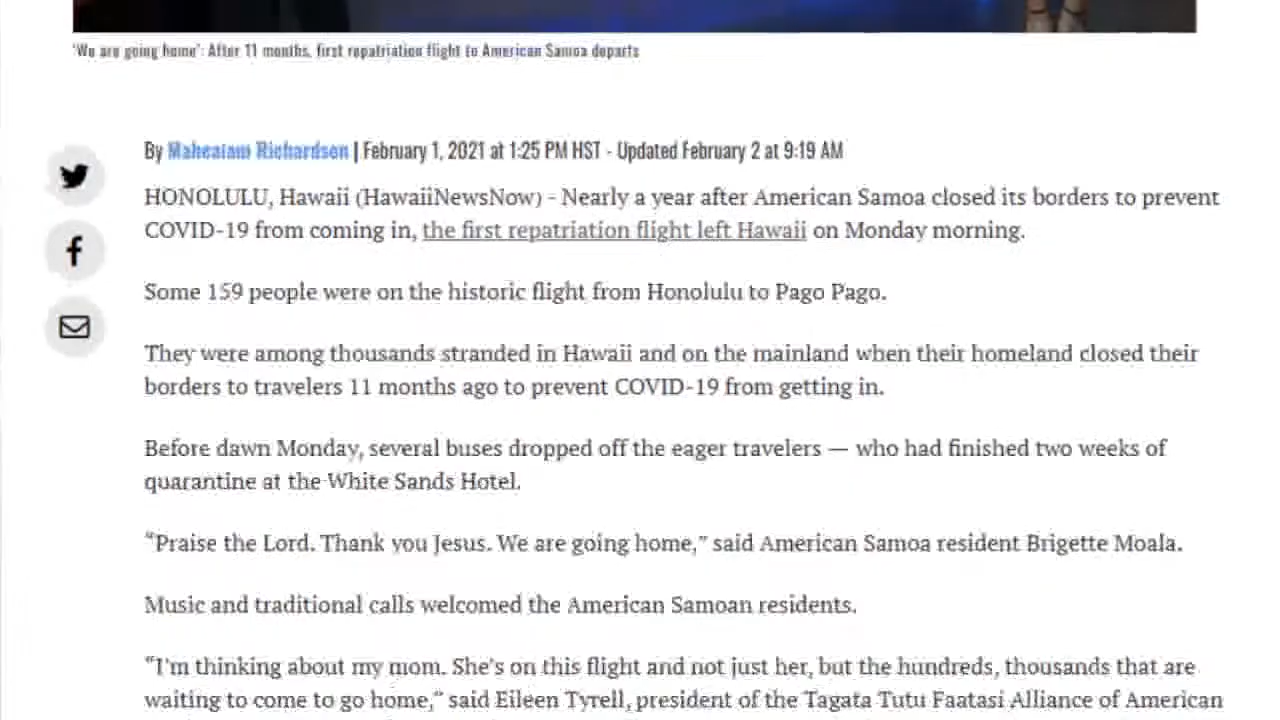 'We are going home': After 11 months, first repatriation flight to American Samoa departs
By Mahealani Richardson | February 1, 2021 at 1:25 PM HST - Updated February 2 at 9:19 AM
HONOLULU, Hawaii (HawaiiNewsNow) - Nearly a year after American Samoa closed its borders to prevent
COVID-19 from coming in, the first repatriation flight left Hawaii on Monday morning.
Some 159 people were on the historic flight from Honolulu to Pago Pago.
They were among thousands stranded in Hawaii and on the mainland when their homeland closed their
borders to travelers 11 months ago to prevent COVID-19 from getting in.
Before dawn Monday, several buses dropped off the eager travelers — who had finished two weeks of
quarantine at the White Sands Hotel.
“Praise the Lord. Thank you Jesus. We are going home,” said American Samoa resident Brigette Moala.
Music and traditional calls welcomed the American Samoan residents.
“I’m thinking about my mom. She’s on this flight and not just her, but the hundreds, thousands that are
waiting to come to go home,” said Eileen Tyrell, president of the Tagata Tutu Faatasi Alliance of American